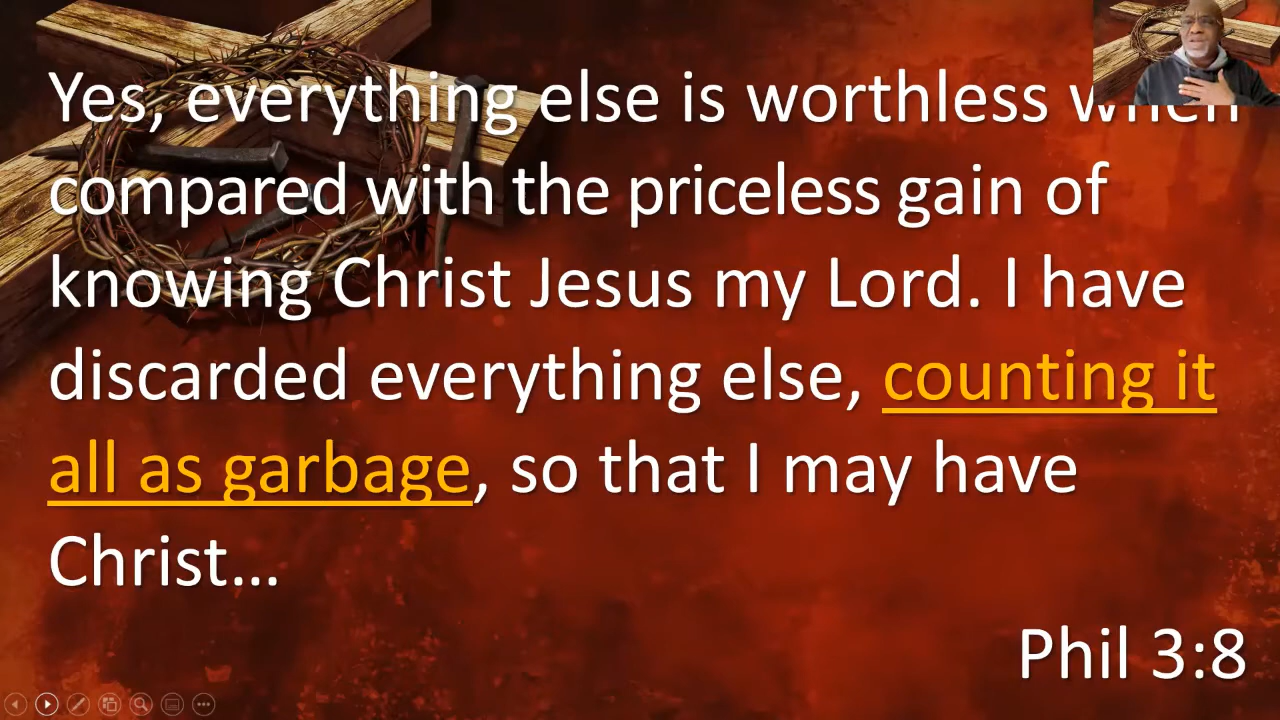 Yes, everything else is worthless when
compared with the priceless gain of
knowing Christ Jesus my Lord. I have
discarded everything else, counting it
all as garbage, so that I may have
Christ...
Phil 3:8